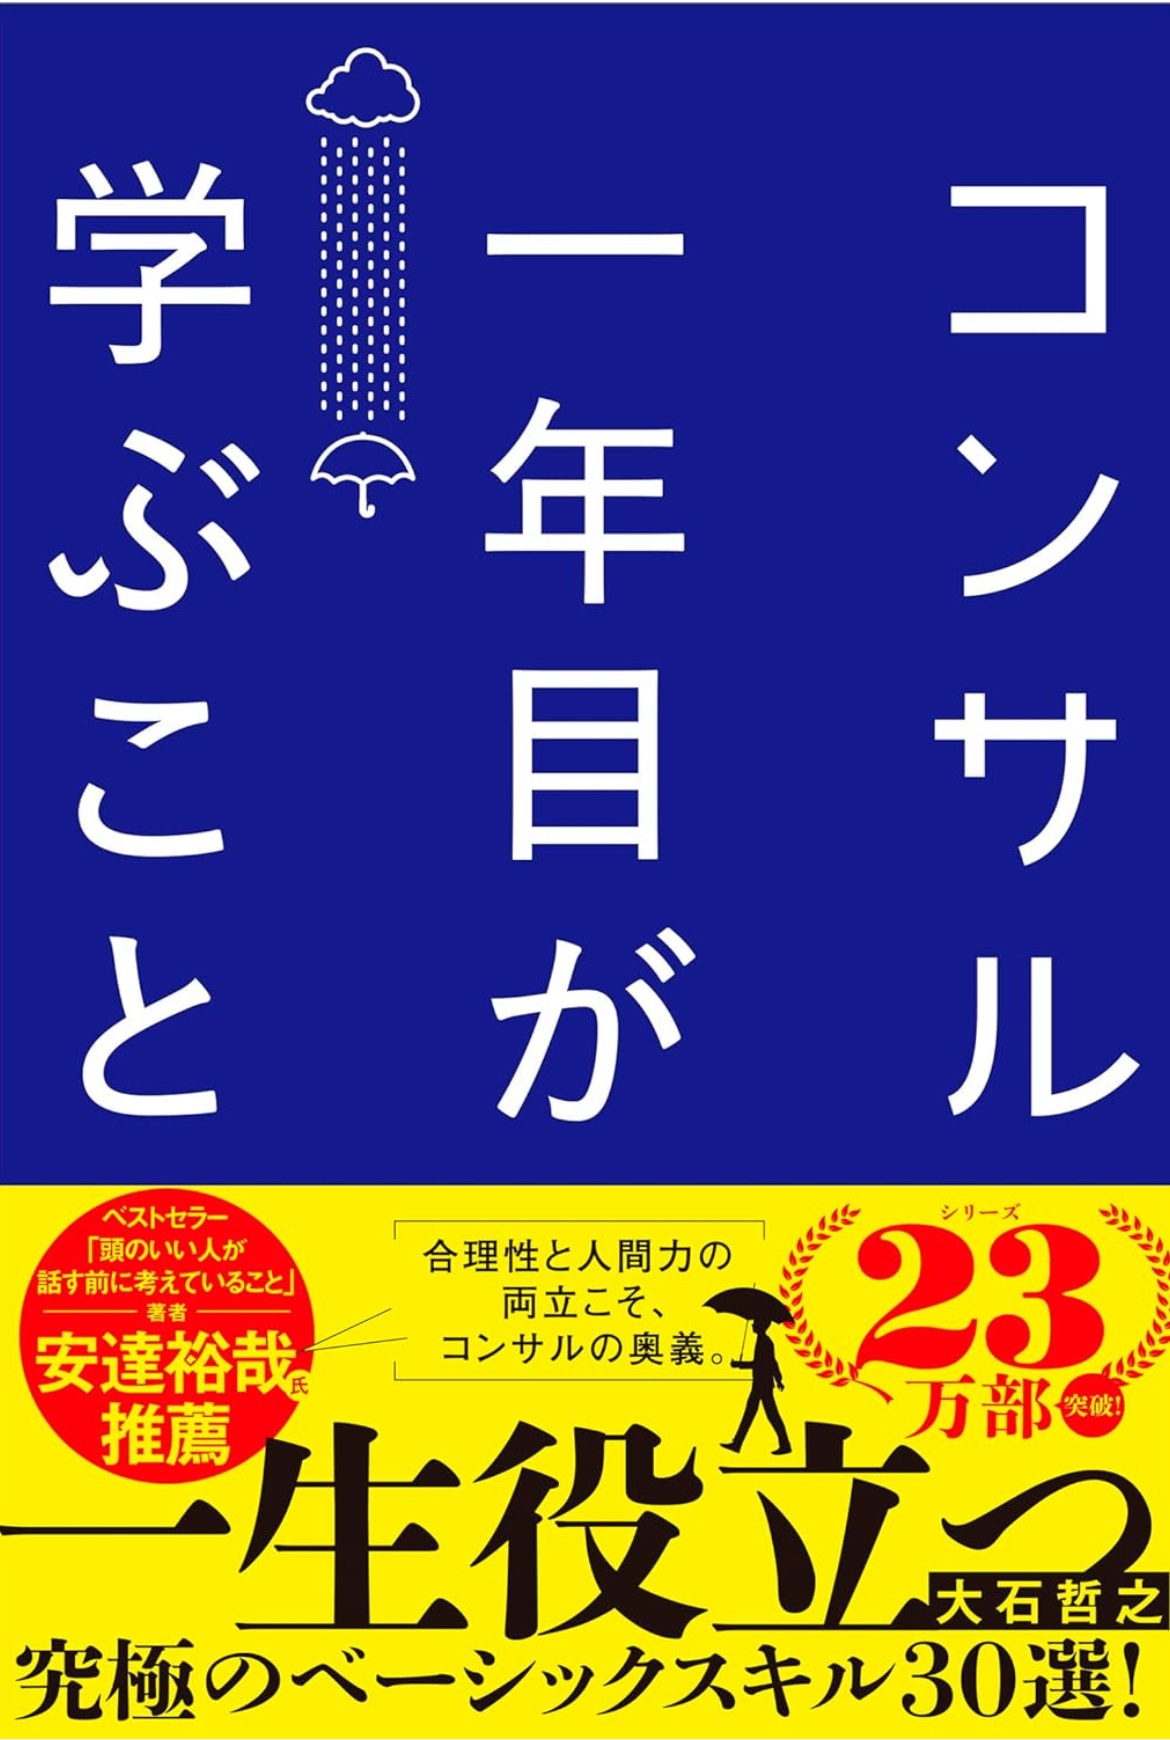 コンサル
一年目が
学ぶこと
ベストセラー
「頭のいい人が
話す前に考えていること」
著者
安達裕哉氏
推薦
合理性と人間力の
両立こそ、
コンサルの奥義。
シリーズ
23
万部突破!
一生役立つ
大石哲之
究極のベーシックスキル30選!